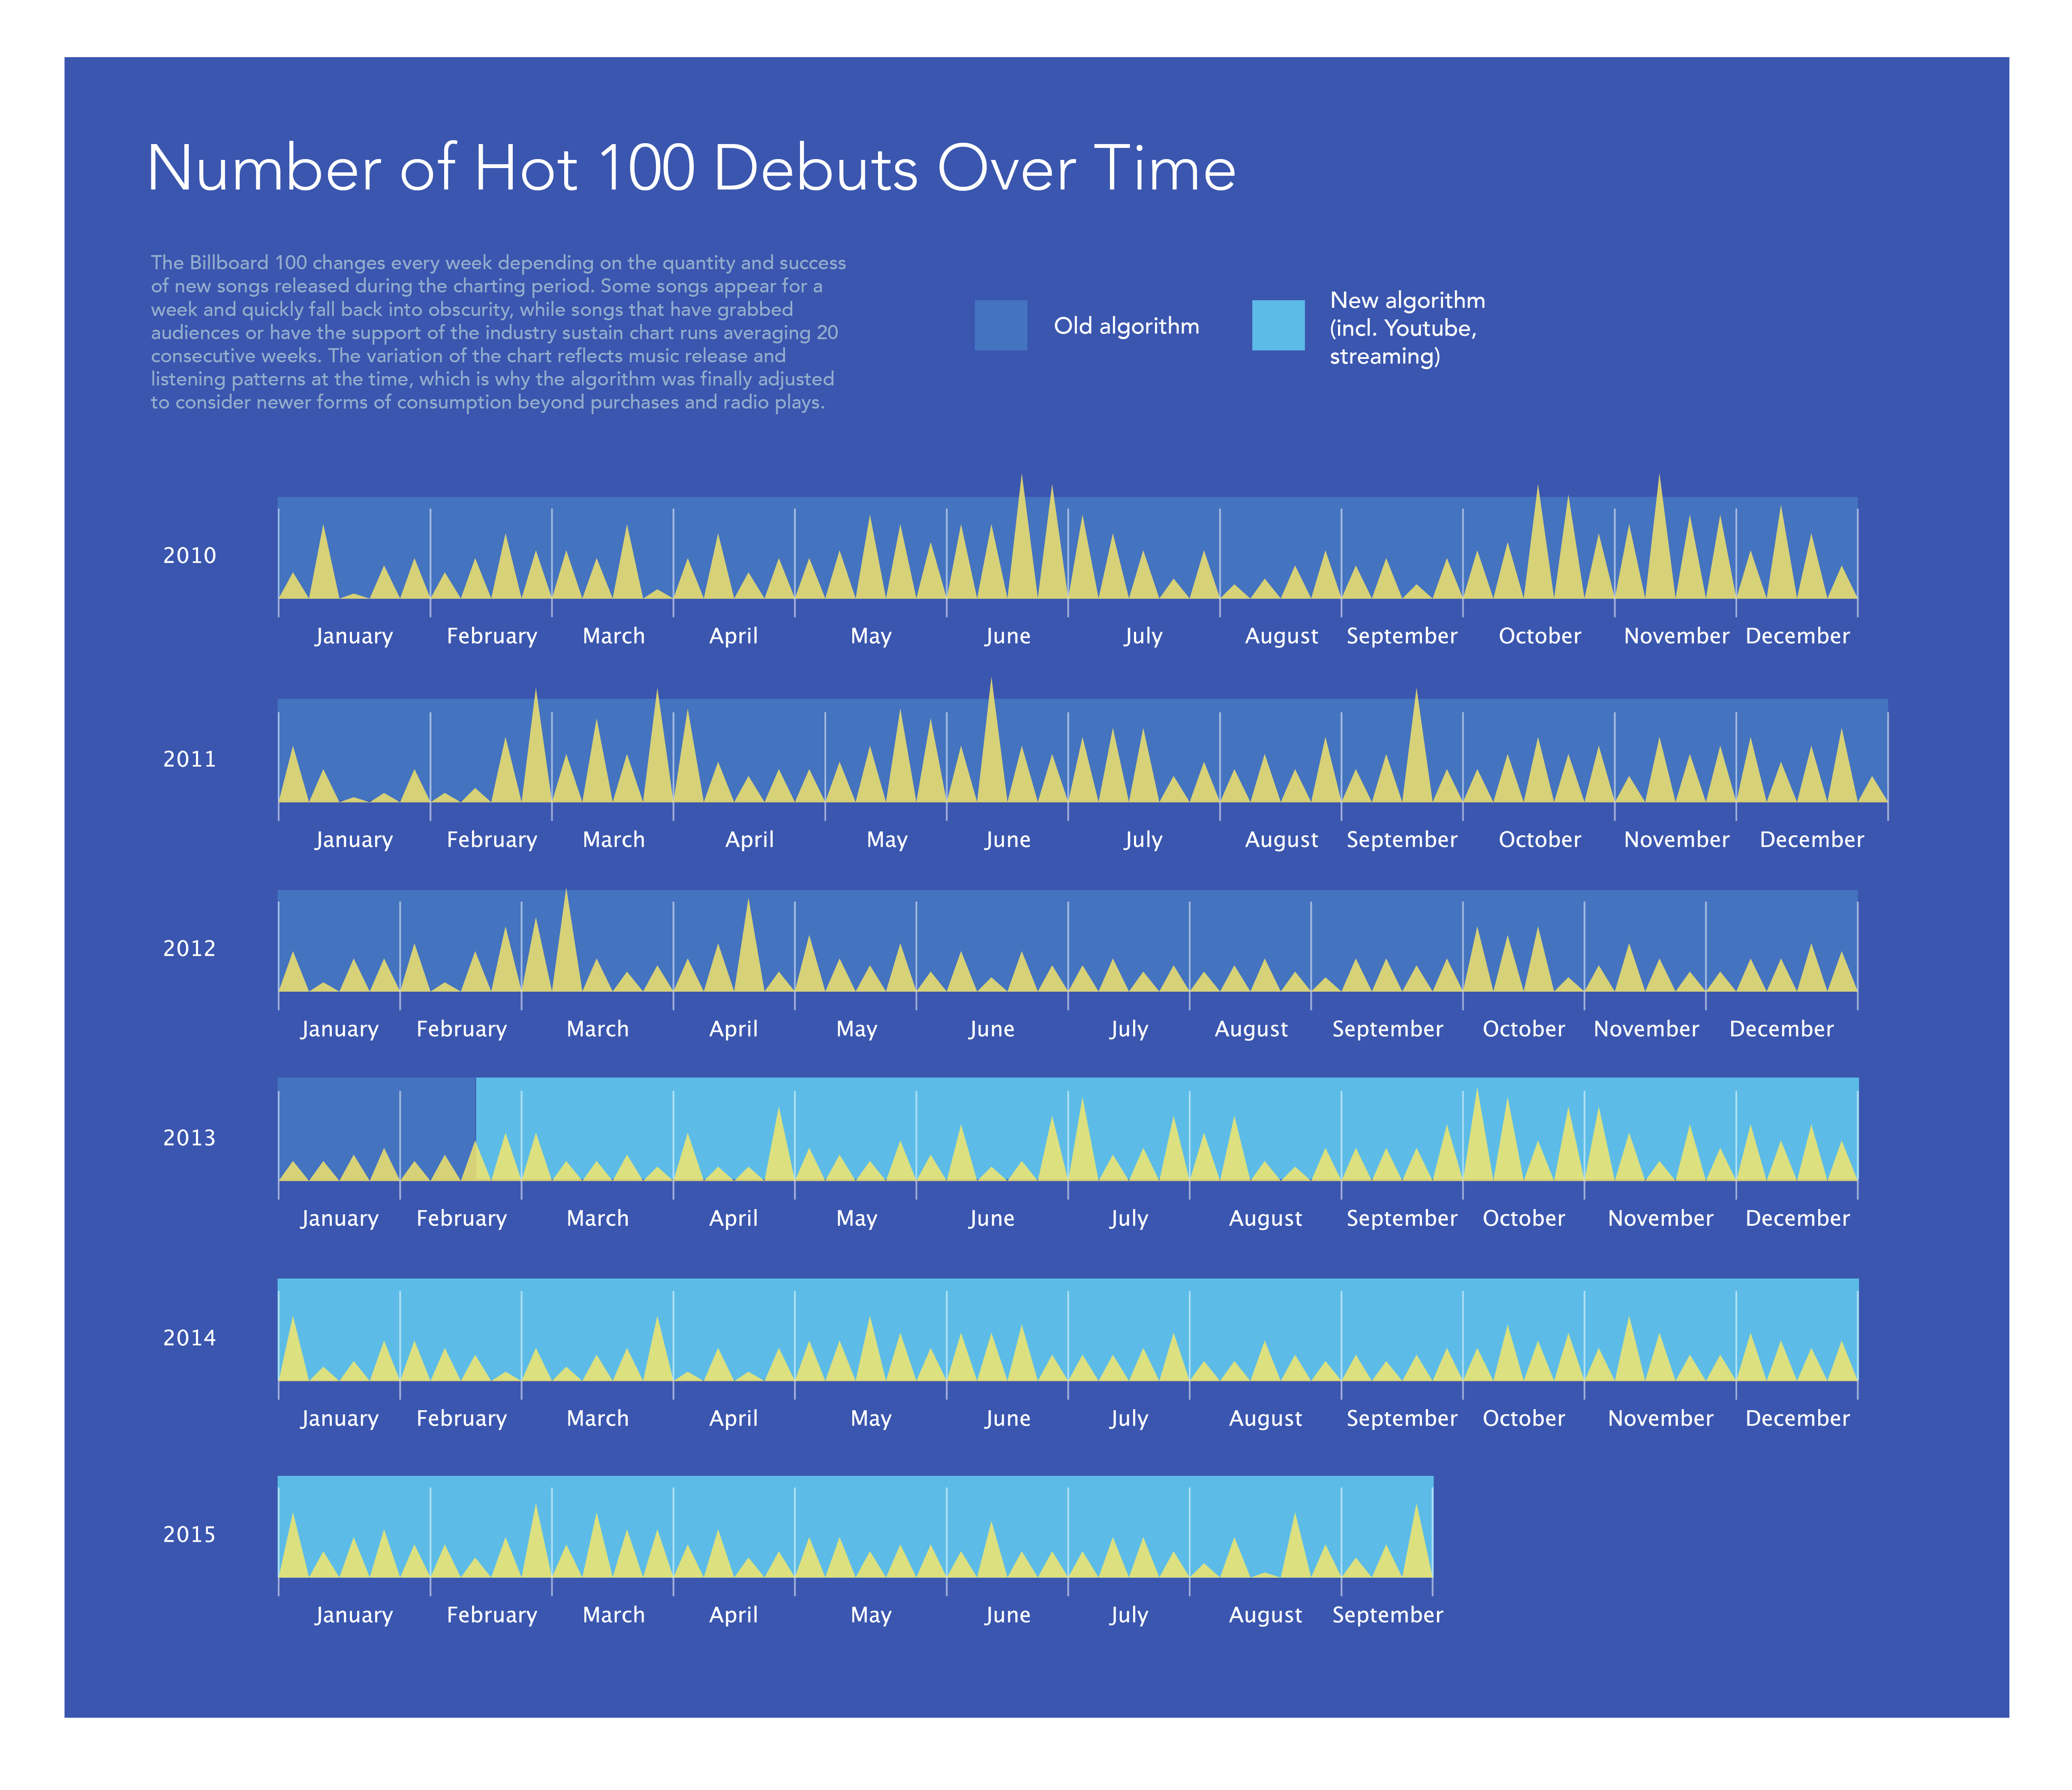 Number of Hot 100 Debuts Over Time
The Billboard 100 changes every week depending on the quantity and success
of new songs released during the charting period. Some songs appear for a
week and quickly fall back into obscurity, while songs that have grabbed
audiences or have the support of the industry sustain chart runs averaging 20
consecutive weeks. The variation of the chart reflects music release and
listening patterns at the time, which is why the algorithm was finally adjusted
to consider newer forms of consumption beyond purchases and radio plays.
Old algorithm
New algorithm
(incl. Youtube,
streaming)
2010
January February March April May June July August September October November December
2011
January February March April May June July August September October November December
2012
January February March April May June July August September October November December
2013
January February March April May June July August September October November December
2014
January February March April May June July August September October November December
2015
January February March April May June July August September